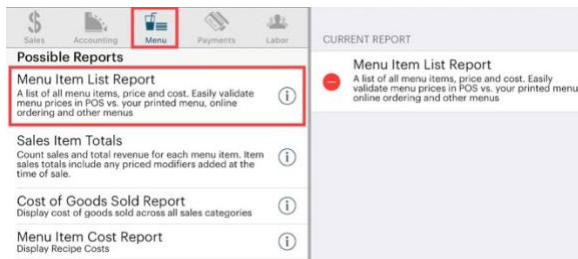 Sales Accounting Menu Payments Labor
Possible Reports
Menu Item List Report
A list of all menu items, price and cost. Easily validate
menu prices in POS vs. your printed menu, online
ordering and other menus
Sales Item Totals
Count sales and total revenue for each menu item. Item
sales totals include any priced modifiers added at the
time of sale.
Cost of Goods Sold Report
Display cost of goods sold across all sales categories
Menu Item Cost Report
Display Recipe Costs
CURRENT REPORT
Menu Item List Report
A list of all menu items, price and cost. Easily
validate menu prices in POS vs. your printed menu
online ordering and other menus